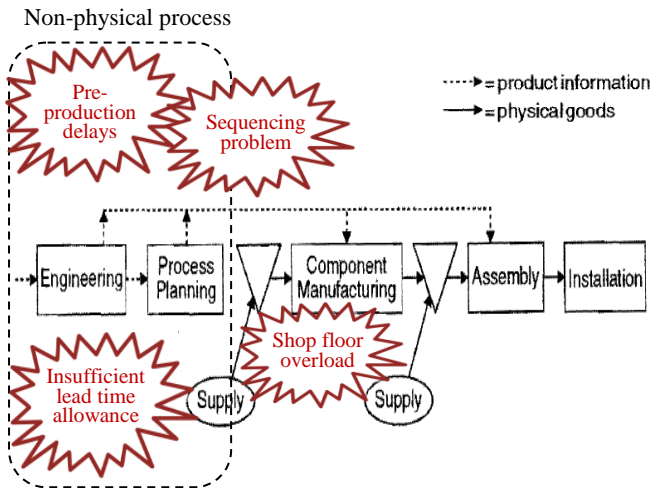 Non-physical process
Pre-
production
delays
Sequencing
problem
=product information
=physical goods
Engineering
Process
Planning
Component
Manufacturing
Assembly
Installation
Insufficient
lead time
allowance
Shop floor
overload
Supply
Supply